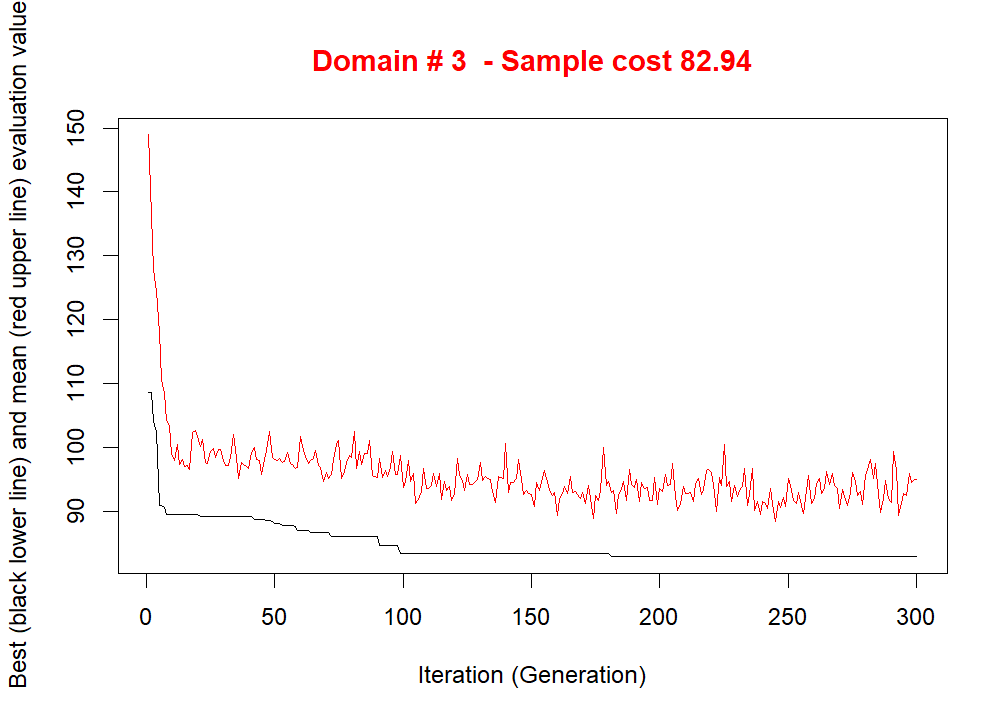 Domain # 3  - Sample cost 82.94
Best (black lower line) and mean (red upper line) evaluation value
150
140
130
120
110
100
90
0 50 100 150 200 250 300
Iteration (Generation)